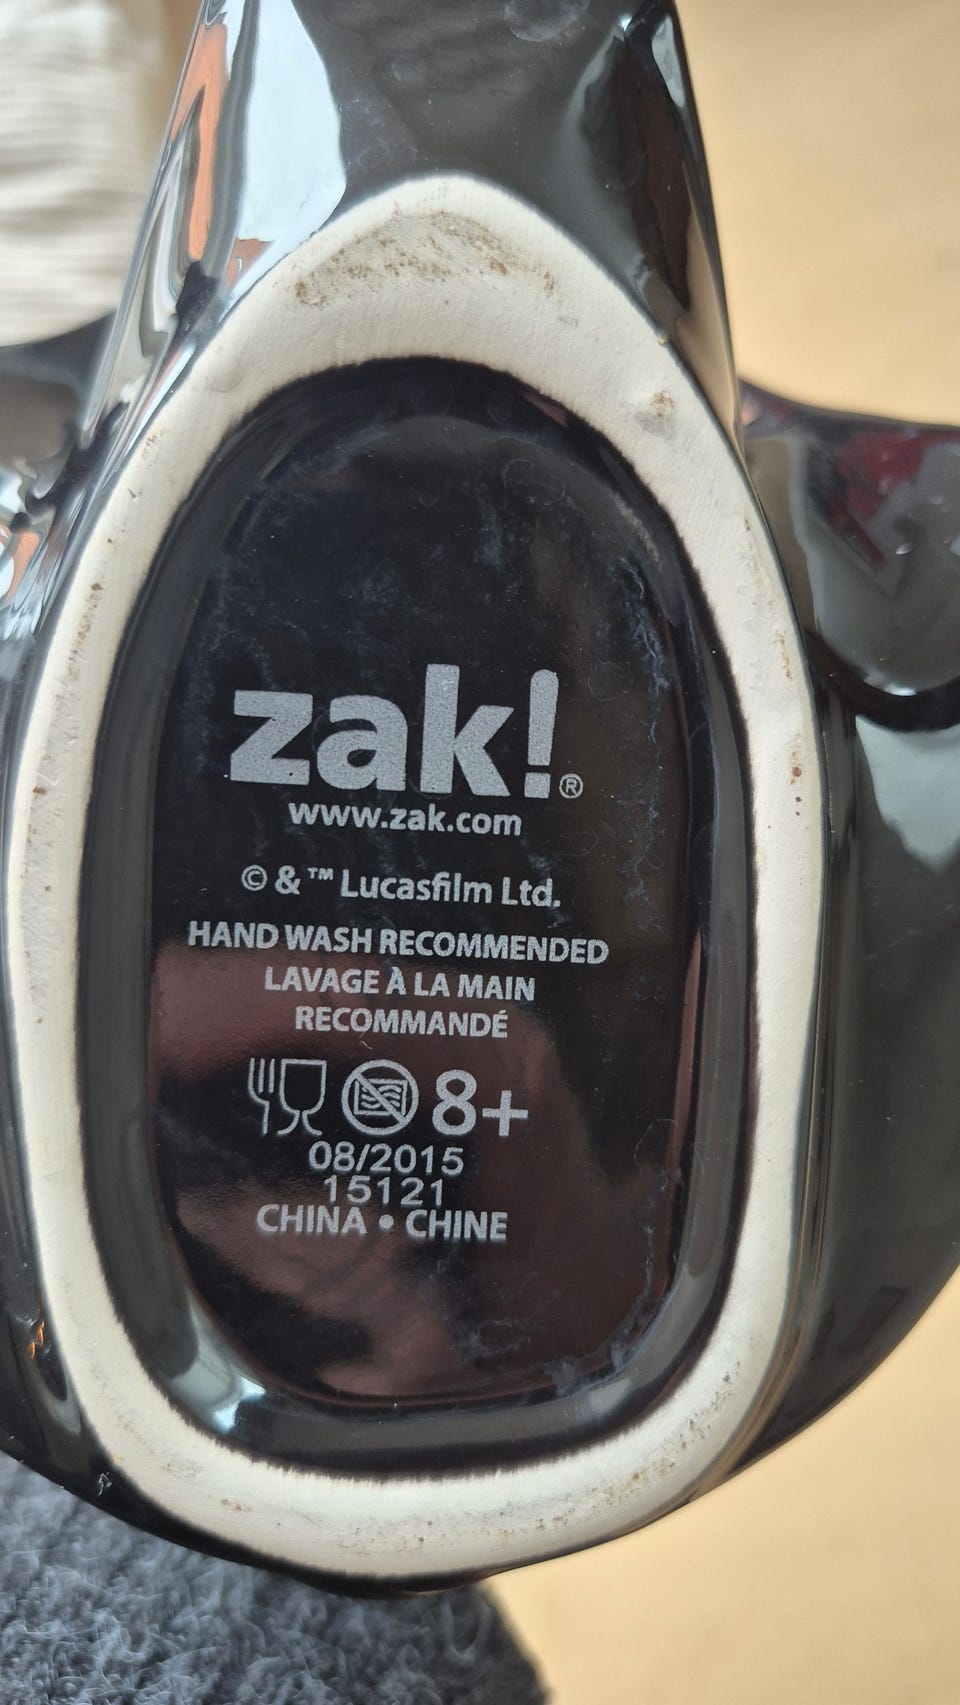 zak!®
www.zak.com
© & ™ Lucasfilm Ltd.
HAND WASH RECOMMENDED
LAVAGE À LA MAIN
RECOMMANDÉ
8+
08/2015
15121
CHINA • CHINE